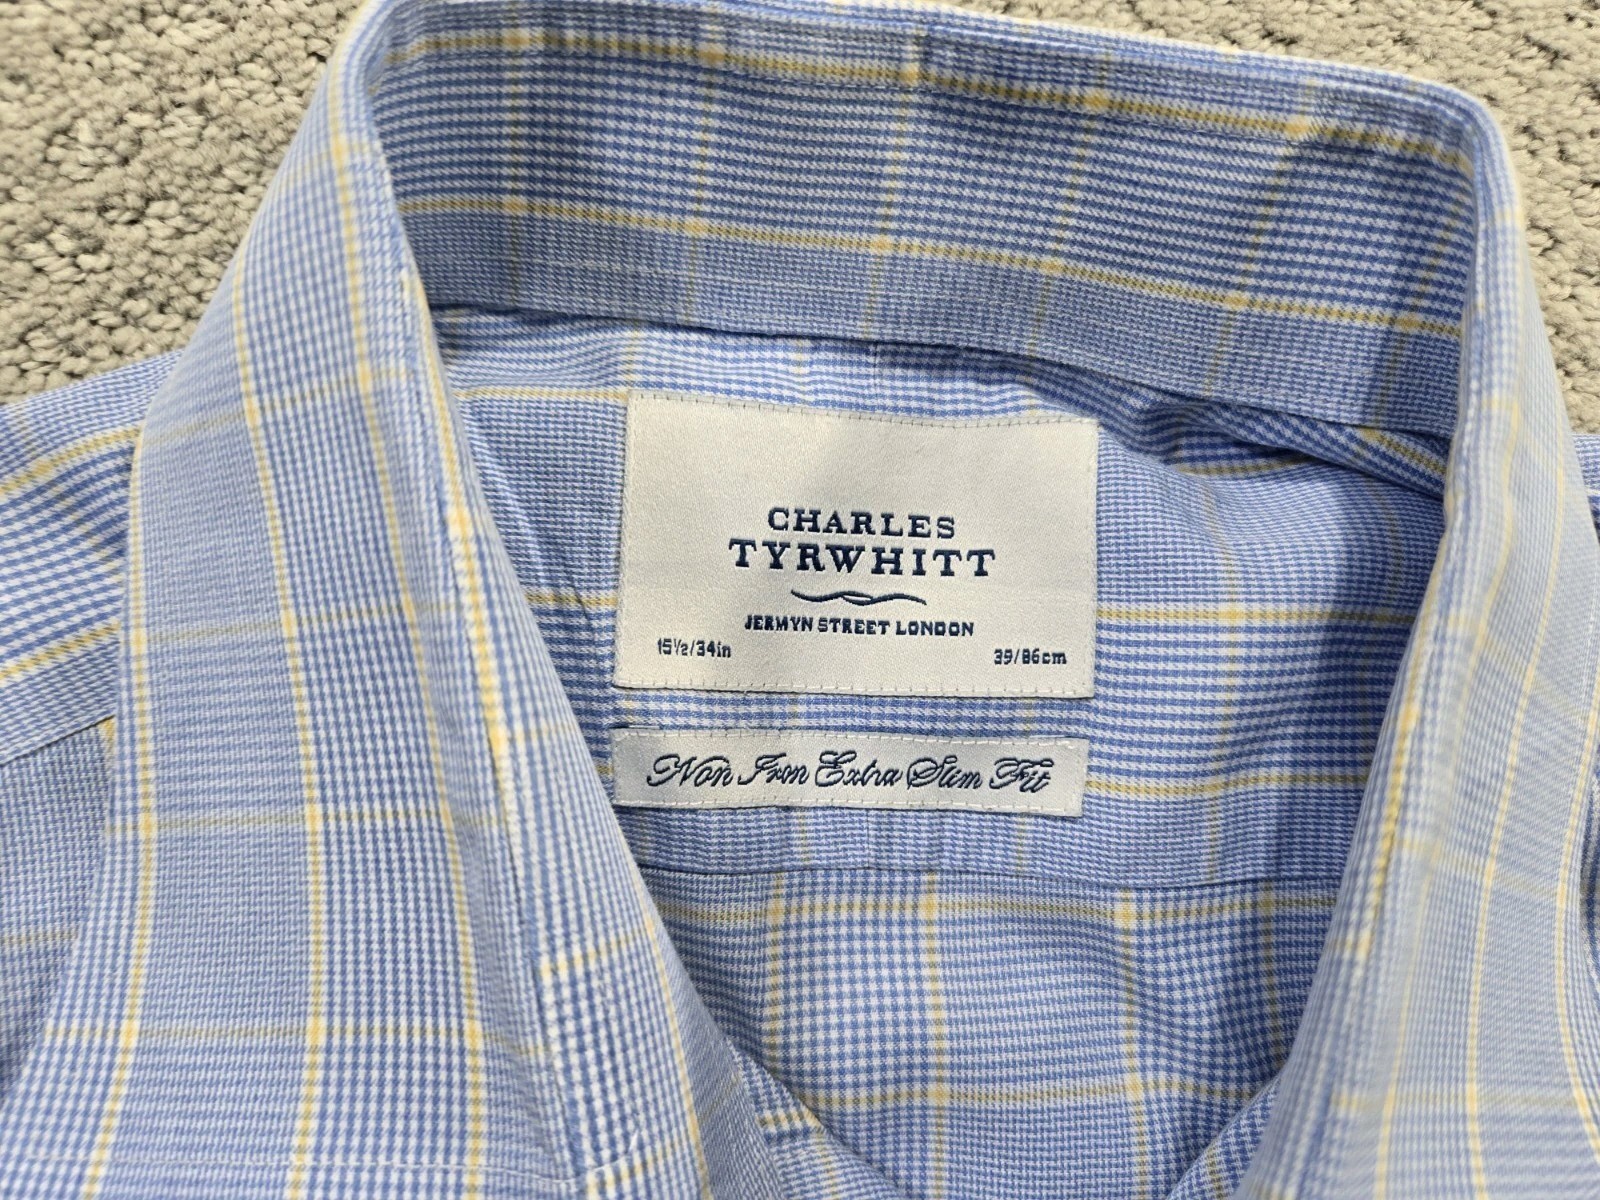 CHARLES
TYRWHITT
JERMYN STREET LONDON
15½/34in 39/86cm
Non Iron Extra Slim Fit